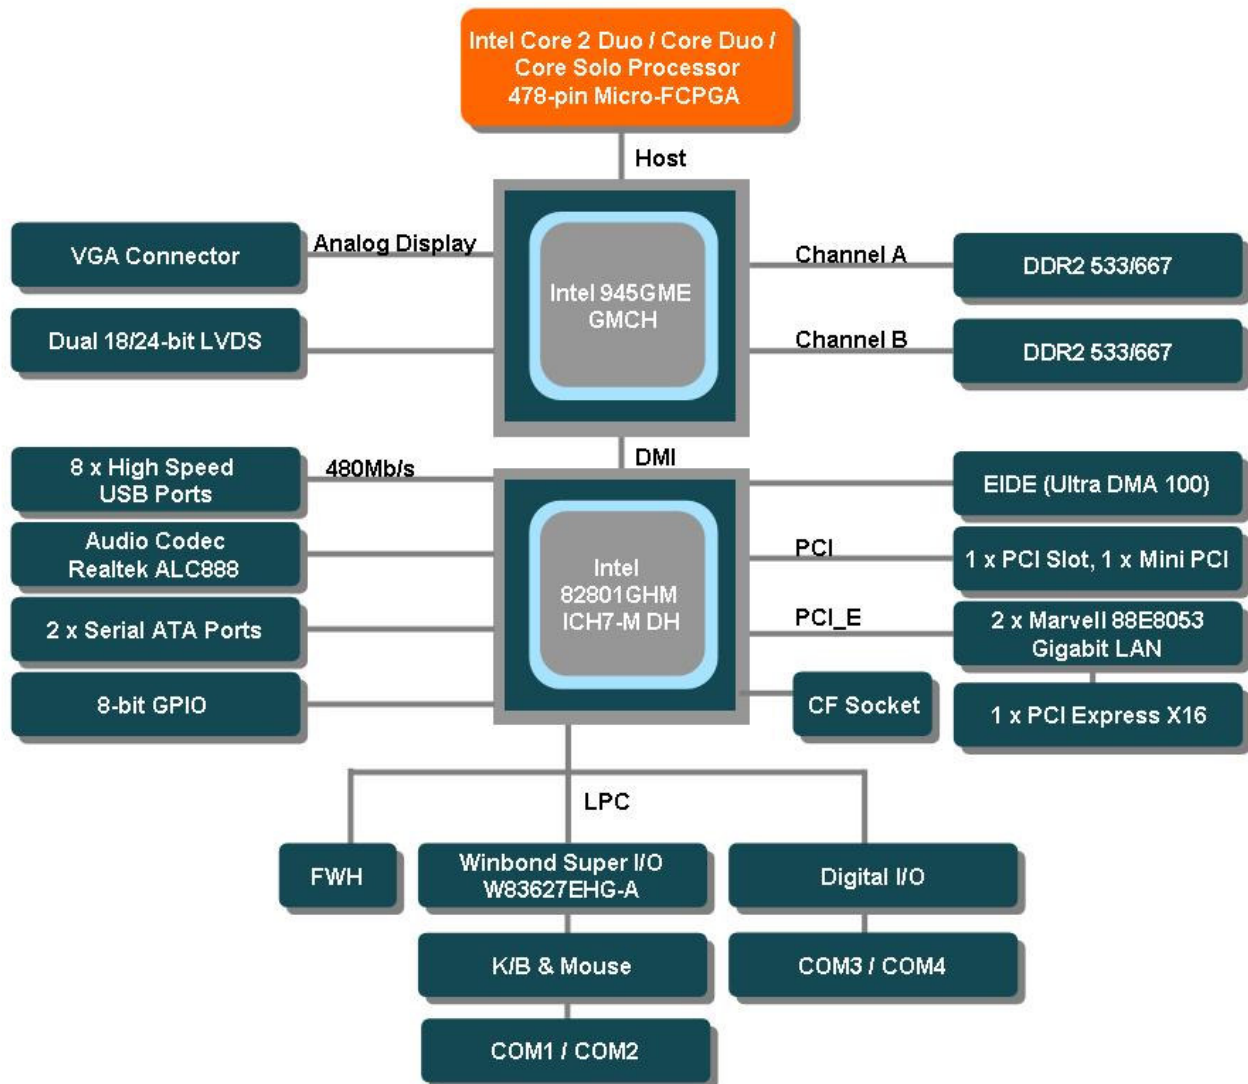 Intel Core 2 Duo / Core Duo /
Core Solo Processor
478-pin Micro-FCPGA
Host
VGA Connector
Analog Display
Intel 945GME
GMCH
Channel A
DDR2 533/667
Dual 18/24-bit LVDS
Channel B
DDR2 533/667
DMI
8 x High Speed
USB Ports
480Mb/s
EIDE (Ultra DMA 100)
Audio Codec
Realtek ALC888
Intel
82801GHM
ICH7-M DH
PCI
1 x PCI Slot, 1 x Mini PCI
2 x Serial ATA Ports
PCI_E
2 x Marvell 88E8053
Gigabit LAN
8-bit GPIO
CF Socket
1 x PCI Express X16
LPC
FWH
Winbond Super I/O
W83627EHG-A
Digital I/O
K/B & Mouse
COM3 / COM4
COM1 / COM2